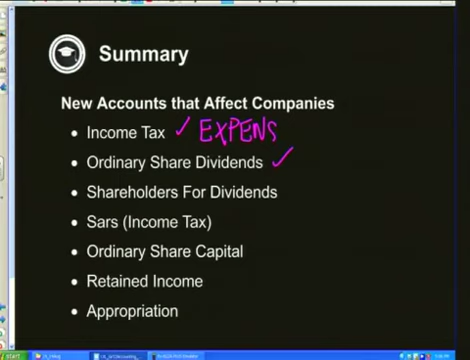 Summary
New Accounts that Affect Companies
• Income Tax ✓ EXPENS
• Ordinary Share Dividends ✓
• Shareholders For Dividends
• Sars (Income Tax)
• Ordinary Share Capital
• Retained Income
• Appropriation
start